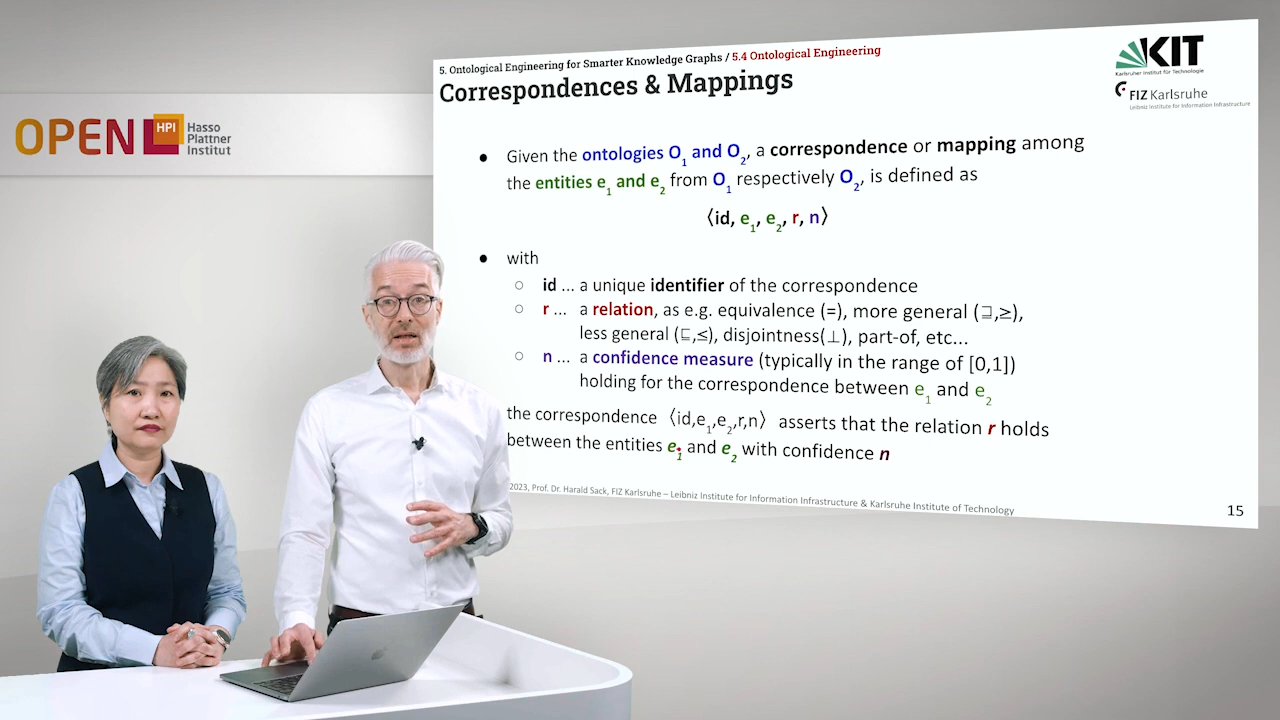 OPEN HPI Hasso
Plattner
Institut
5. Ontological Engineering for Smarter Knowledge Graphs / 5.4 Ontological Engineering
Correspondences & Mappings
KIT
Karlsruher Institut für Technologie
FIZ Karlsruhe
Leibniz Institute for Information Infrastructure
● Given the ontologies O₁ and O₂, a correspondence or mapping among
the entities e₁ and e₂ from O₁ respectively O₂, is defined as
⟨id, e₁, e₂, r, n⟩
● with
○ id ... a unique identifier of the correspondence
○ r ... a relation, as e.g. equivalence (=), more general (⊒,≥),
less general (⊑,≤), disjointness(⊥), part-of, etc...
○ n ... a confidence measure (typically in the range of [0,1])
holding for the correspondence between e₁ and e₂
the correspondence ⟨id,e₁,e₂,r,n⟩ asserts that the relation r holds
between the entities e₁ and e₂ with confidence n
2023, Prof. Dr. Harald Sack, FIZ Karlsruhe – Leibniz Institute for Information Infrastructure & Karlsruhe Institute of Technology
15